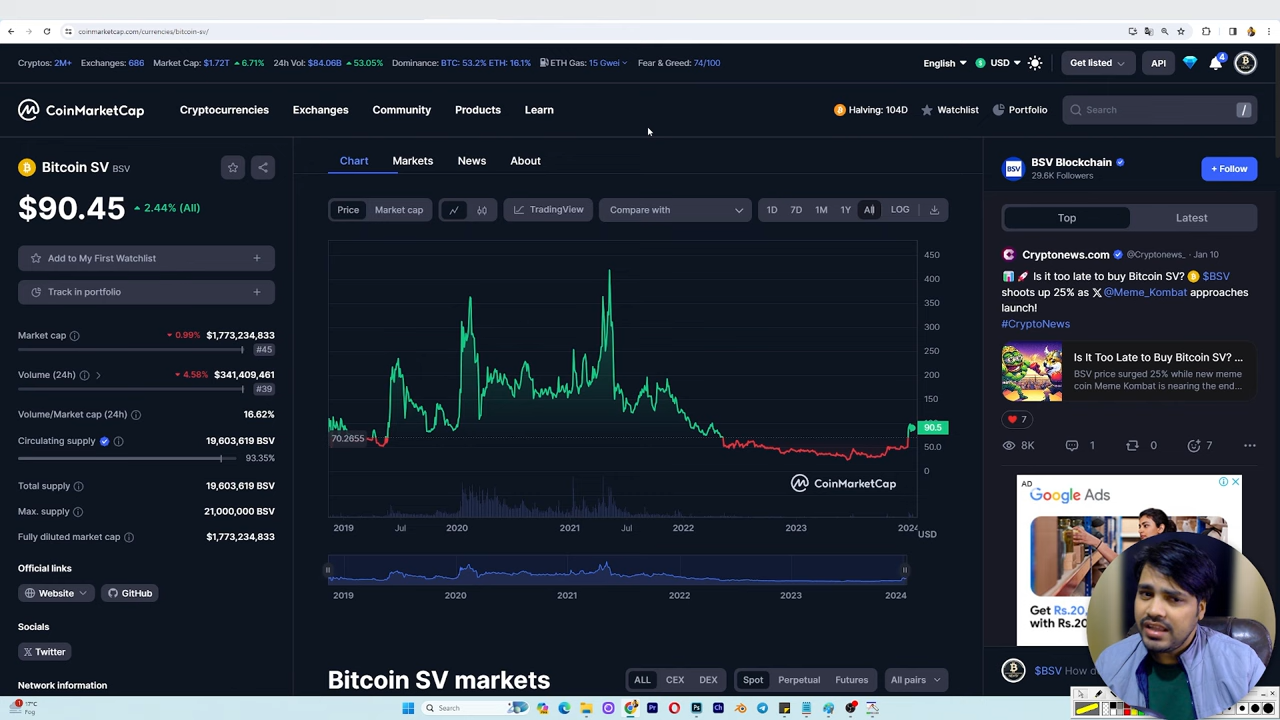 coinmarketcap.com/currencies/bitcoin-sv/
Cryptos: 2M+ Exchanges: 686 Market Cap: $1.72T 6.71% 24h Vol: $84.06B 53.05% Dominance: BTC: 53.2% ETH: 16.1% ETH Gas: 15 Gwei Fear & Greed: 74/100
English USD Get listed API 4
CoinMarketCap Cryptocurrencies Exchanges Community Products Learn Halving: 104D Watchlist Portfolio Search /
Bitcoin SV BSV
$90.45 2.44% (All)
Add to My First Watchlist +
Track in portfolio +
Market cap 0.99% $1,773,234,833
#45
Volume (24h) 4.58% $341,409,461
#39
Volume/Market cap (24h) 16.62%
Circulating supply 19,603,619 BSV
93.35%
Total supply 19,603,619 BSV
Max. supply 21,000,000 BSV
Fully diluted market cap $1,773,234,833
Official links
Website GitHub
Socials
Twitter
Network information
Chart Markets News About
Price Market cap TradingView Compare with 1D 7D 1M 1Y All LOG
450
400
350
300
250
200
150
90.5
50.0
0
70.2655
CoinMarketCap
2019 Jul 2020 2021 Jul 2022 2023 2024
USD
2019 2020 2021 2022 2023 2024
Bitcoin SV markets ALL CEX DEX Spot Perpetual Futures All pairs
BSV BSV Blockchain
29.6K Followers
+ Follow
Top Latest
Cryptonews.com @Cryptonews_ · Jan 10
Is it too late to buy Bitcoin SV? $BSV
shoots up 25% as @Meme_Kombat approaches
launch!
#CryptoNews
Is It Too Late to Buy Bitcoin SV? ...
BSV price surged 25% while new meme
coin Meme Kombat is nearing the end...
7
8K 1 0 7
AD
Google Ads
Get Rs.20,
with Rs.20
$BSV How
1 17°C
Fog
Search